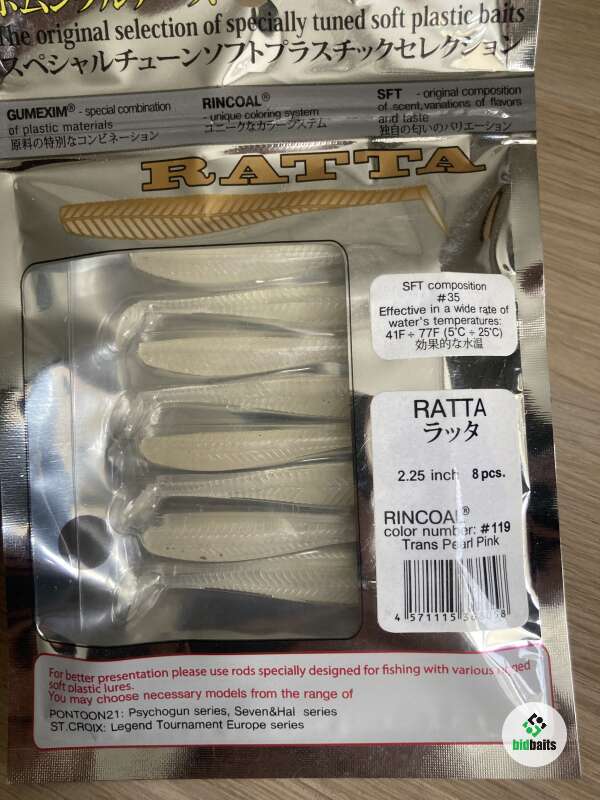 The original selection of specially tuned soft plastic baits
スペシャルチューンソフトプラスチックセレクション
GUMEXIM® - special combination
of plastic materials
原料の特別なコンビネーション
RINCOAL®
- unique coloring system
ユニークなカラーシステム
SFT - original composition
of scent, variations of flavors
and taste
独自の匂いのバリエーション
RATTA
SFT composition
#35
Effective in a wide rate of
water's temperatures:
41F ÷ 77F (5°C ÷ 25°C)
効果的な水温
RATTA
ラッタ
2.25 inch 8 pcs.
RINCOAL®
color number: #119
Trans Pearl Pink
4 571115
For better presentation please use rods specially designed for fishing with various
soft plastic lures.
You may choose necessary models from the range of
PONTOON21: Psychogun series, Seven&Hal series
ST.CROIX: Legend Tournament Europe series
bidbaits